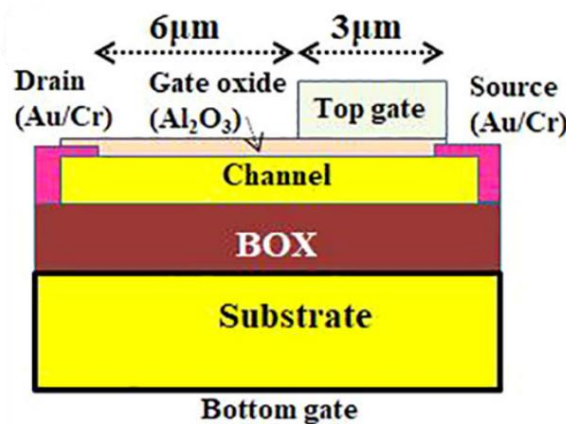 6μm
3μm
Drain
(Au/Cr)
Gate oxide
(Al₂O₃)
Top gate
Source
(Au/Cr)
Channel
BOX
Substrate
Bottom gate